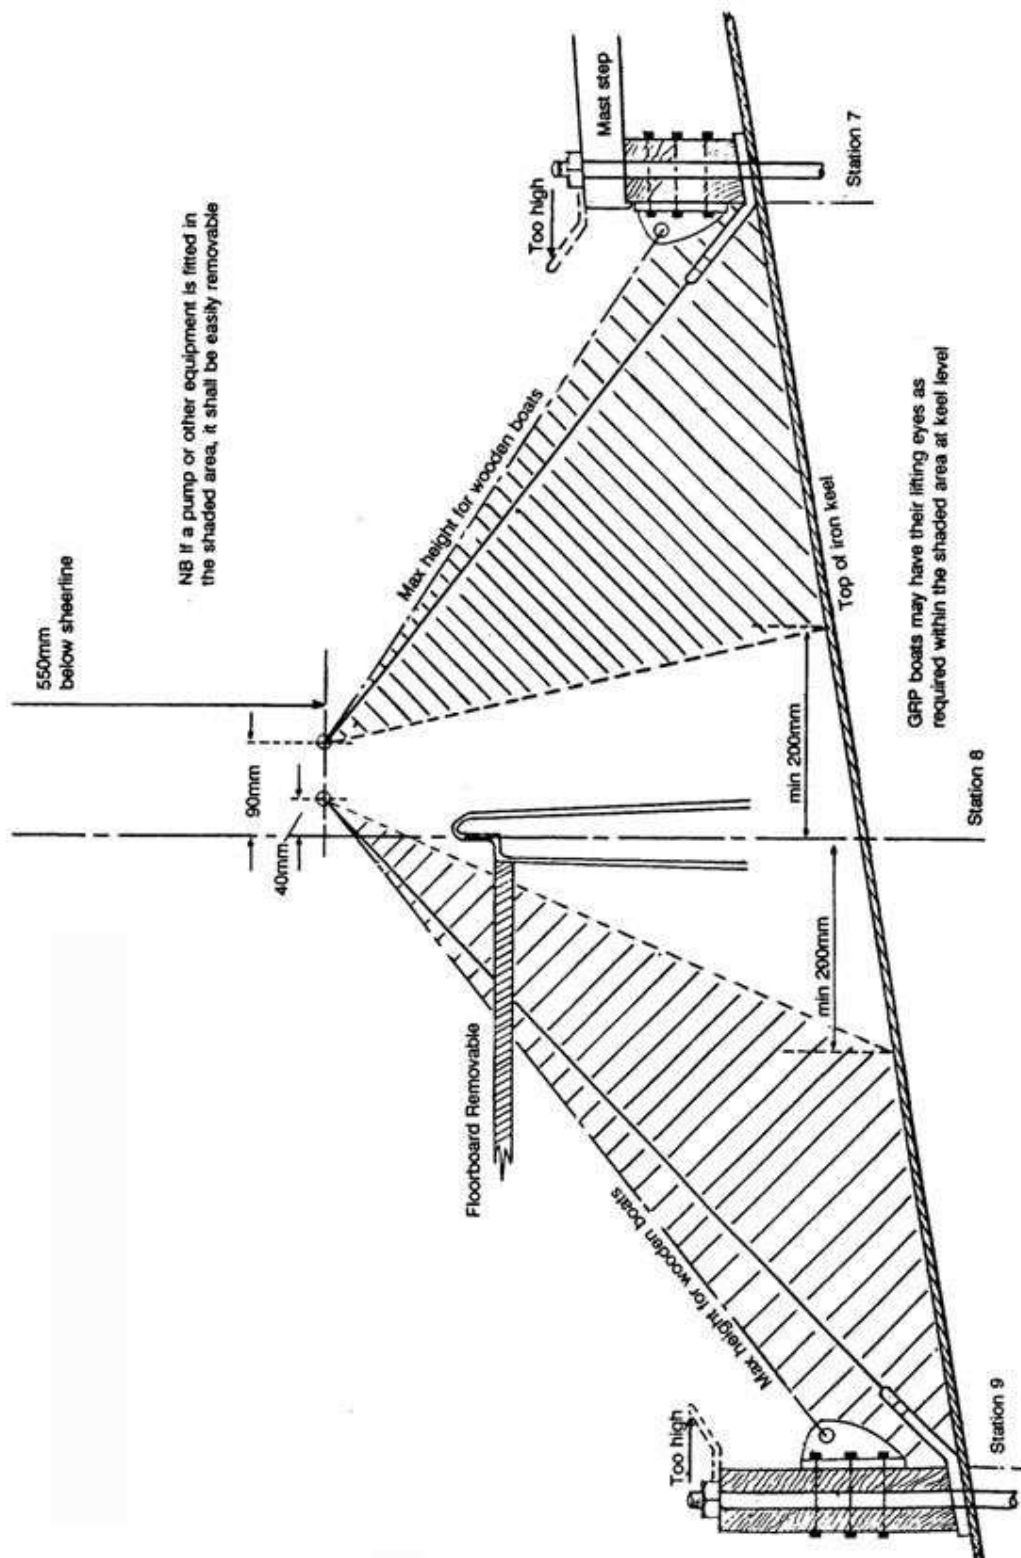 550mm
below sheerline
NB If a pump or other equipment is fitted in
the shaded area, it shall be easily removable
90mm
40mm
Too high
Mast step
Max height for wooden boats
Floorboard Removable
Max height for wooden boats
Too high
min 200mm
min 200mm
Top of iron keel
Station 7
GRP boats may have their lifting eyes as
required within the shaded area at keel level
Station 8
Station 9